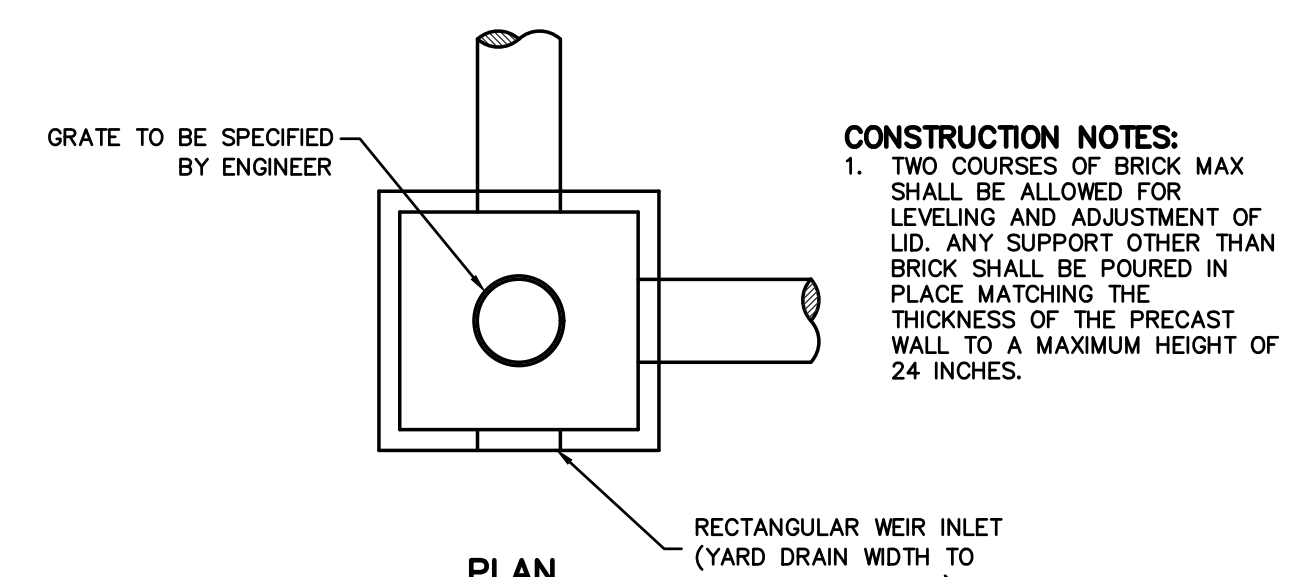 GRATE TO BE SPECIFIED
BY ENGINEER
CONSTRUCTION NOTES:
1. TWO COURSES OF BRICK MAX
SHALL BE ALLOWED FOR
LEVELING AND ADJUSTMENT OF
LID. ANY SUPPORT OTHER THAN
BRICK SHALL BE POURED IN
PLACE MATCHING THE
THICKNESS OF THE PRECAST
WALL TO A MAXIMUM HEIGHT OF
24 INCHES.
RECTANGULAR WEIR INLET
(YARD DRAIN WIDTH TO
PLAN